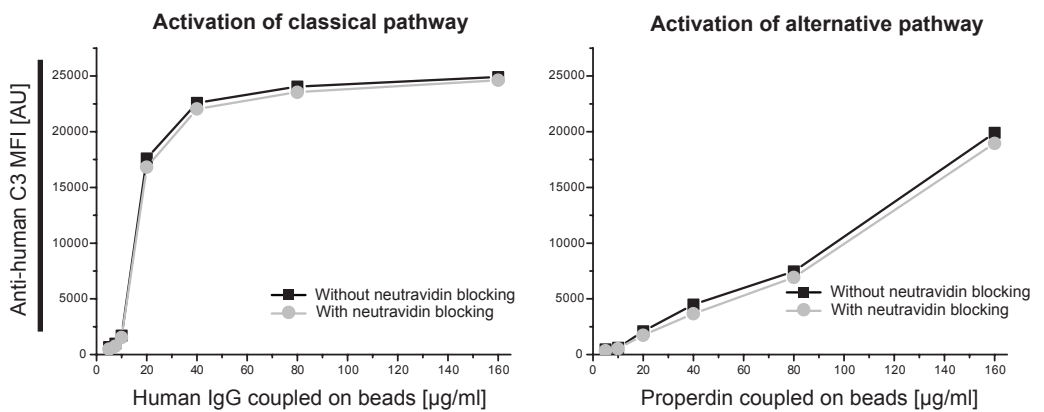 Activation of classical pathway
Anti-human C3 MFI [AU]
25000
20000
15000
10000
5000
0
Without neutravidin blocking
With neutravidin blocking
0 20 40 60 80 100 120 140 160
Human IgG coupled on beads [µg/ml]
Activation of alternative pathway
25000
20000
15000
10000
5000
0
Without neutravidin blocking
With neutravidin blocking
0 20 40 60 80 100 120 140 160
Properdin coupled on beads [µg/ml]